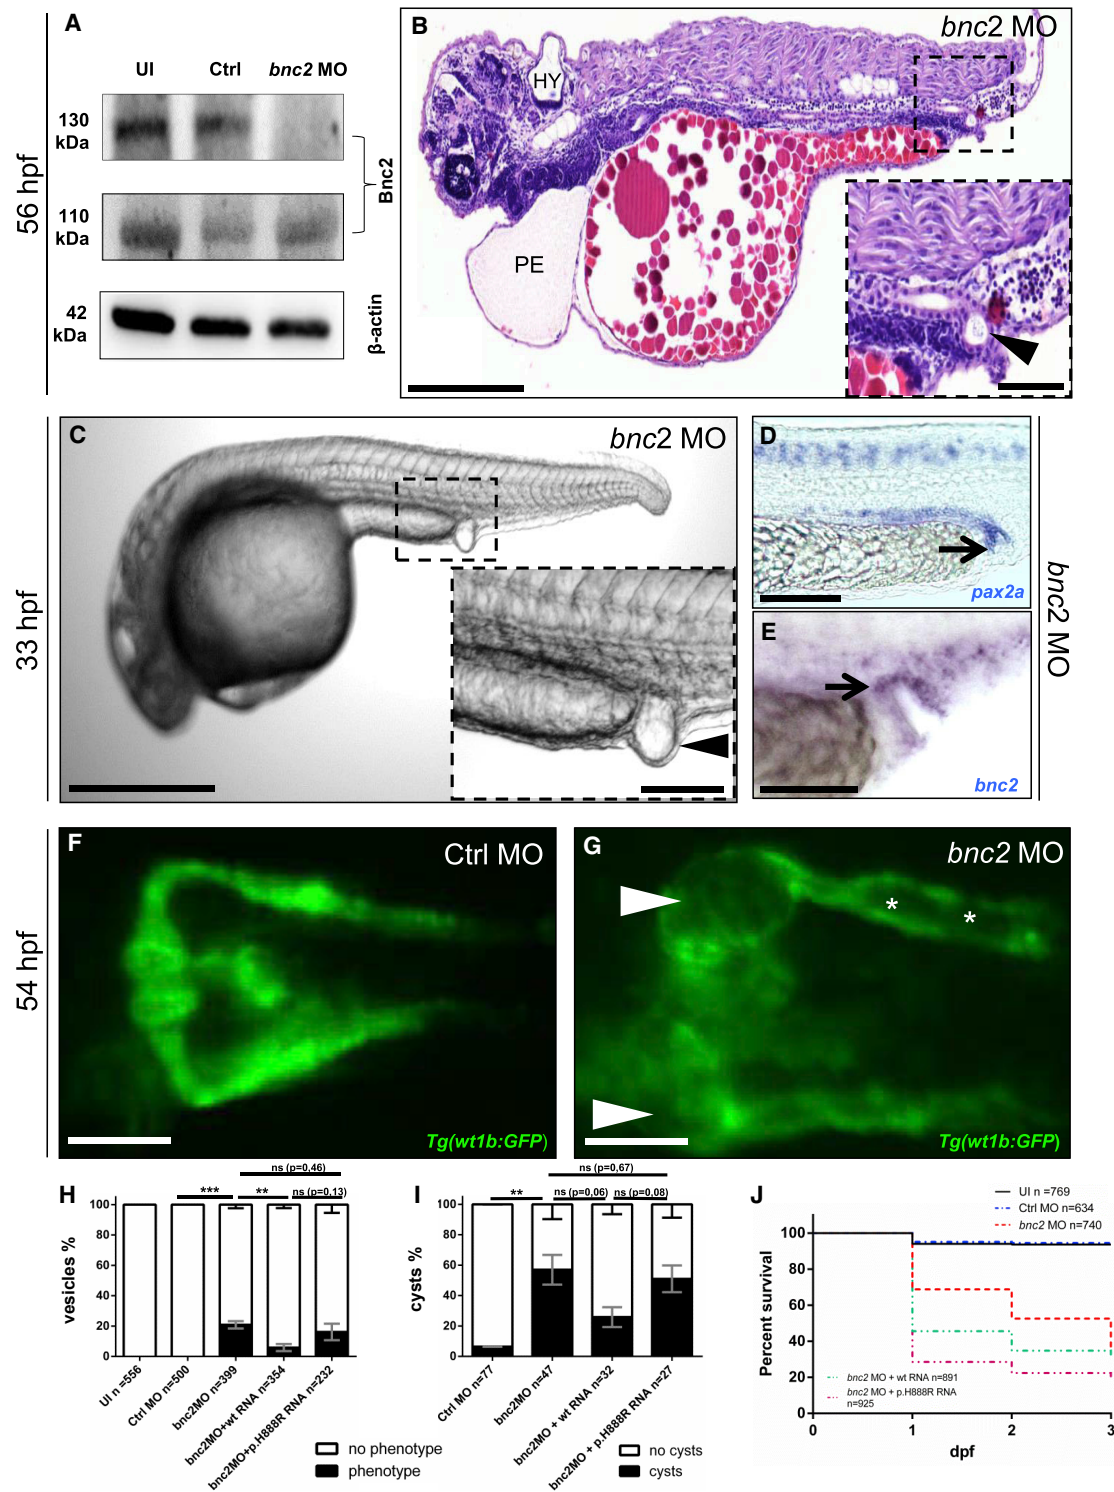 A
UI Ctrl bnc2 MO
130
kDa
110
kDa
Bnc2
42
kDa
β-actin
56 hpf
B
bnc2 MO
HY
PE
33 hpf
C
bnc2 MO
D
pax2a
E
bnc2
bnc2 MO
54 hpf
F
Ctrl MO
Tg(wt1b:GFP)
G
bnc2 MO
* *
Tg(wt1b:GFP)
H
ns (p=0,46)
*** ** ns (p=0,13)
vesicles %
100
80
60
40
20
0
UI n =556
Ctrl MO n=500
bnc2MO n=399
bnc2MO+wt RNA n=354
bnc2MO+p.H888R RNA n=232
no phenotype
phenotype
I
ns (p=0,67)
** ns (p=0,06) ns (p=0,08)
cysts %
100
80
60
40
20
0
Ctrl MO n=77
bnc2MO n=47
bnc2MO + wt RNA n=32
bnc2MO + p.H888R RNA n=27
no cysts
cysts
J
UI n =769
Ctrl MO n=634
bnc2 MO n=740
Percent survival
100
80
60
40
20
0
bnc2 MO + wt RNA n=891
bnc2 MO + p.H888R RNA
n=925
0 1 2 3
dpf